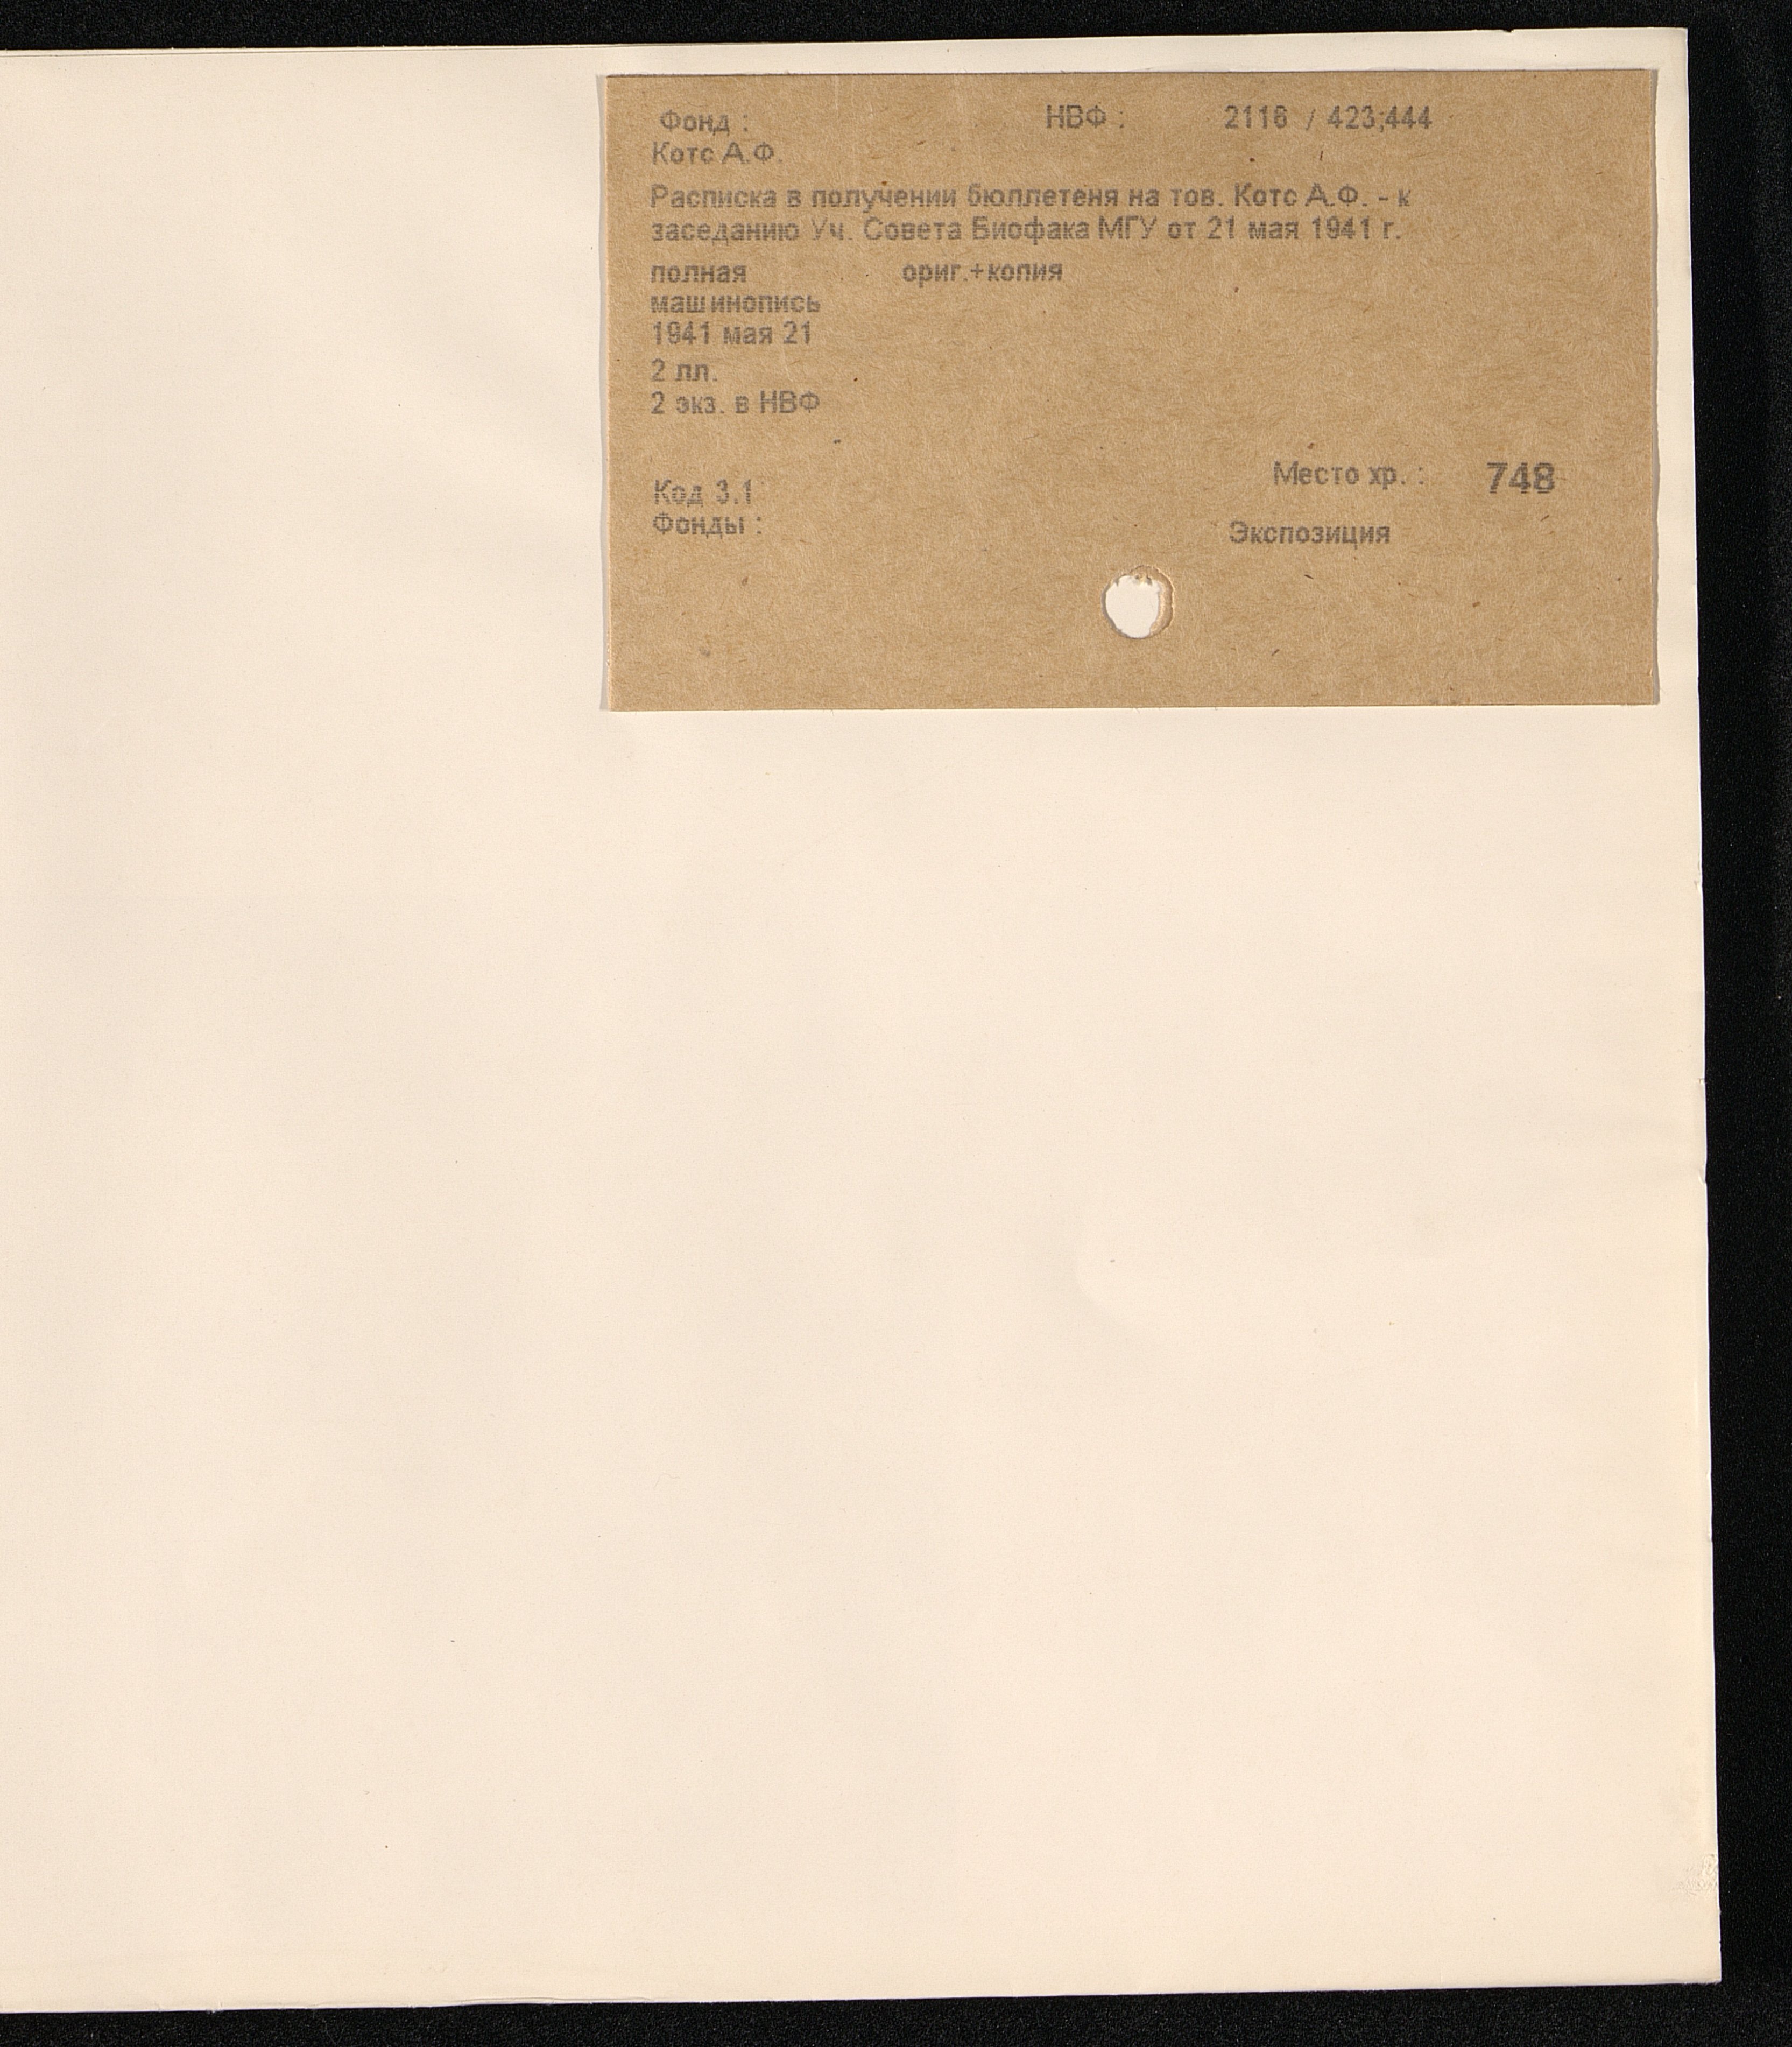 Фонд : НВФ : 2116 / 423;444
Котс А.Ф.
Расписка в получении бюллетеня на тов. Котс А.Ф. - к
заседанию Уч. Совета Биофака МГУ от 21 мая 1941 г.
полная ориг.+копия
машинопись
1941 мая 21
2 лл.
2 экз. в НВФ
Место хр. : 748
Код 3.1
Фонды :
Экспозиция